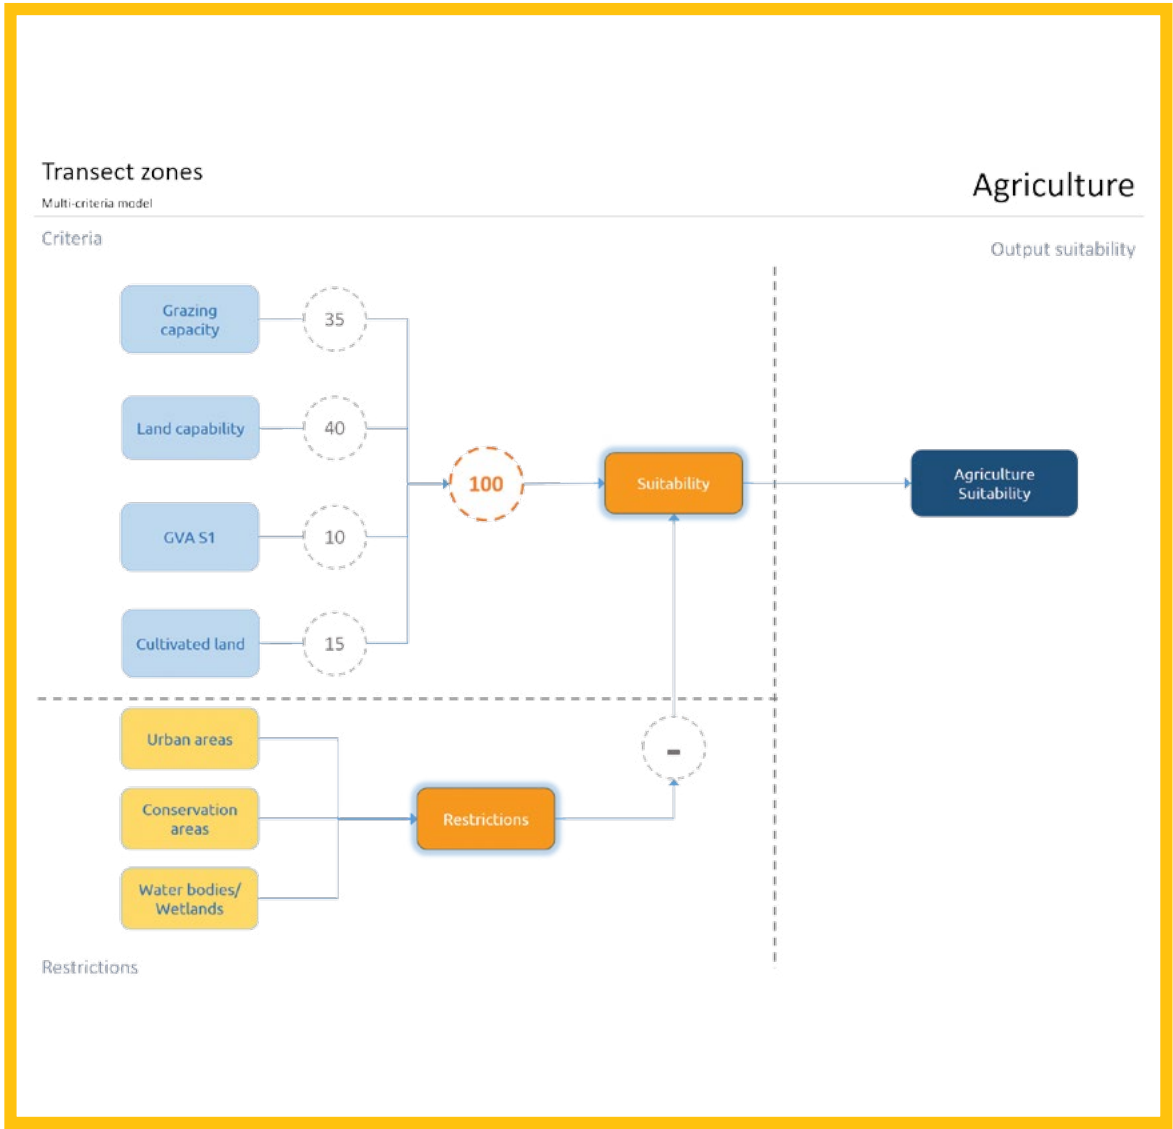 Transect zones
Multi-criteria model
Agriculture
Criteria
Output suitability
Grazing
capacity
35
Land capability
40
GVA S1
10
Cultivated land
15
100
Suitability
Agriculture
Suitability
Urban areas
Conservation
areas
Water bodies/
Wetlands
Restrictions
-
Restrictions